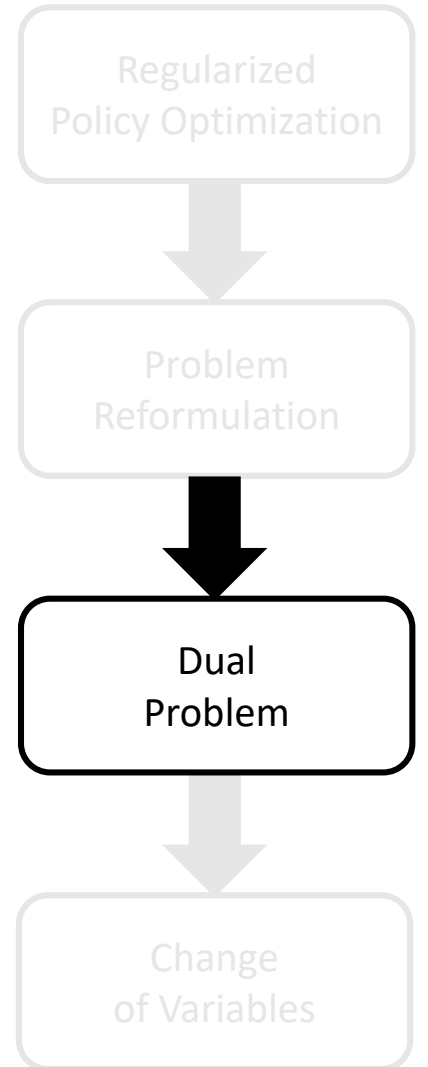 Regularized
Policy Optimization
Problem
Reformulation
Dual
Problem
Change
of Variables